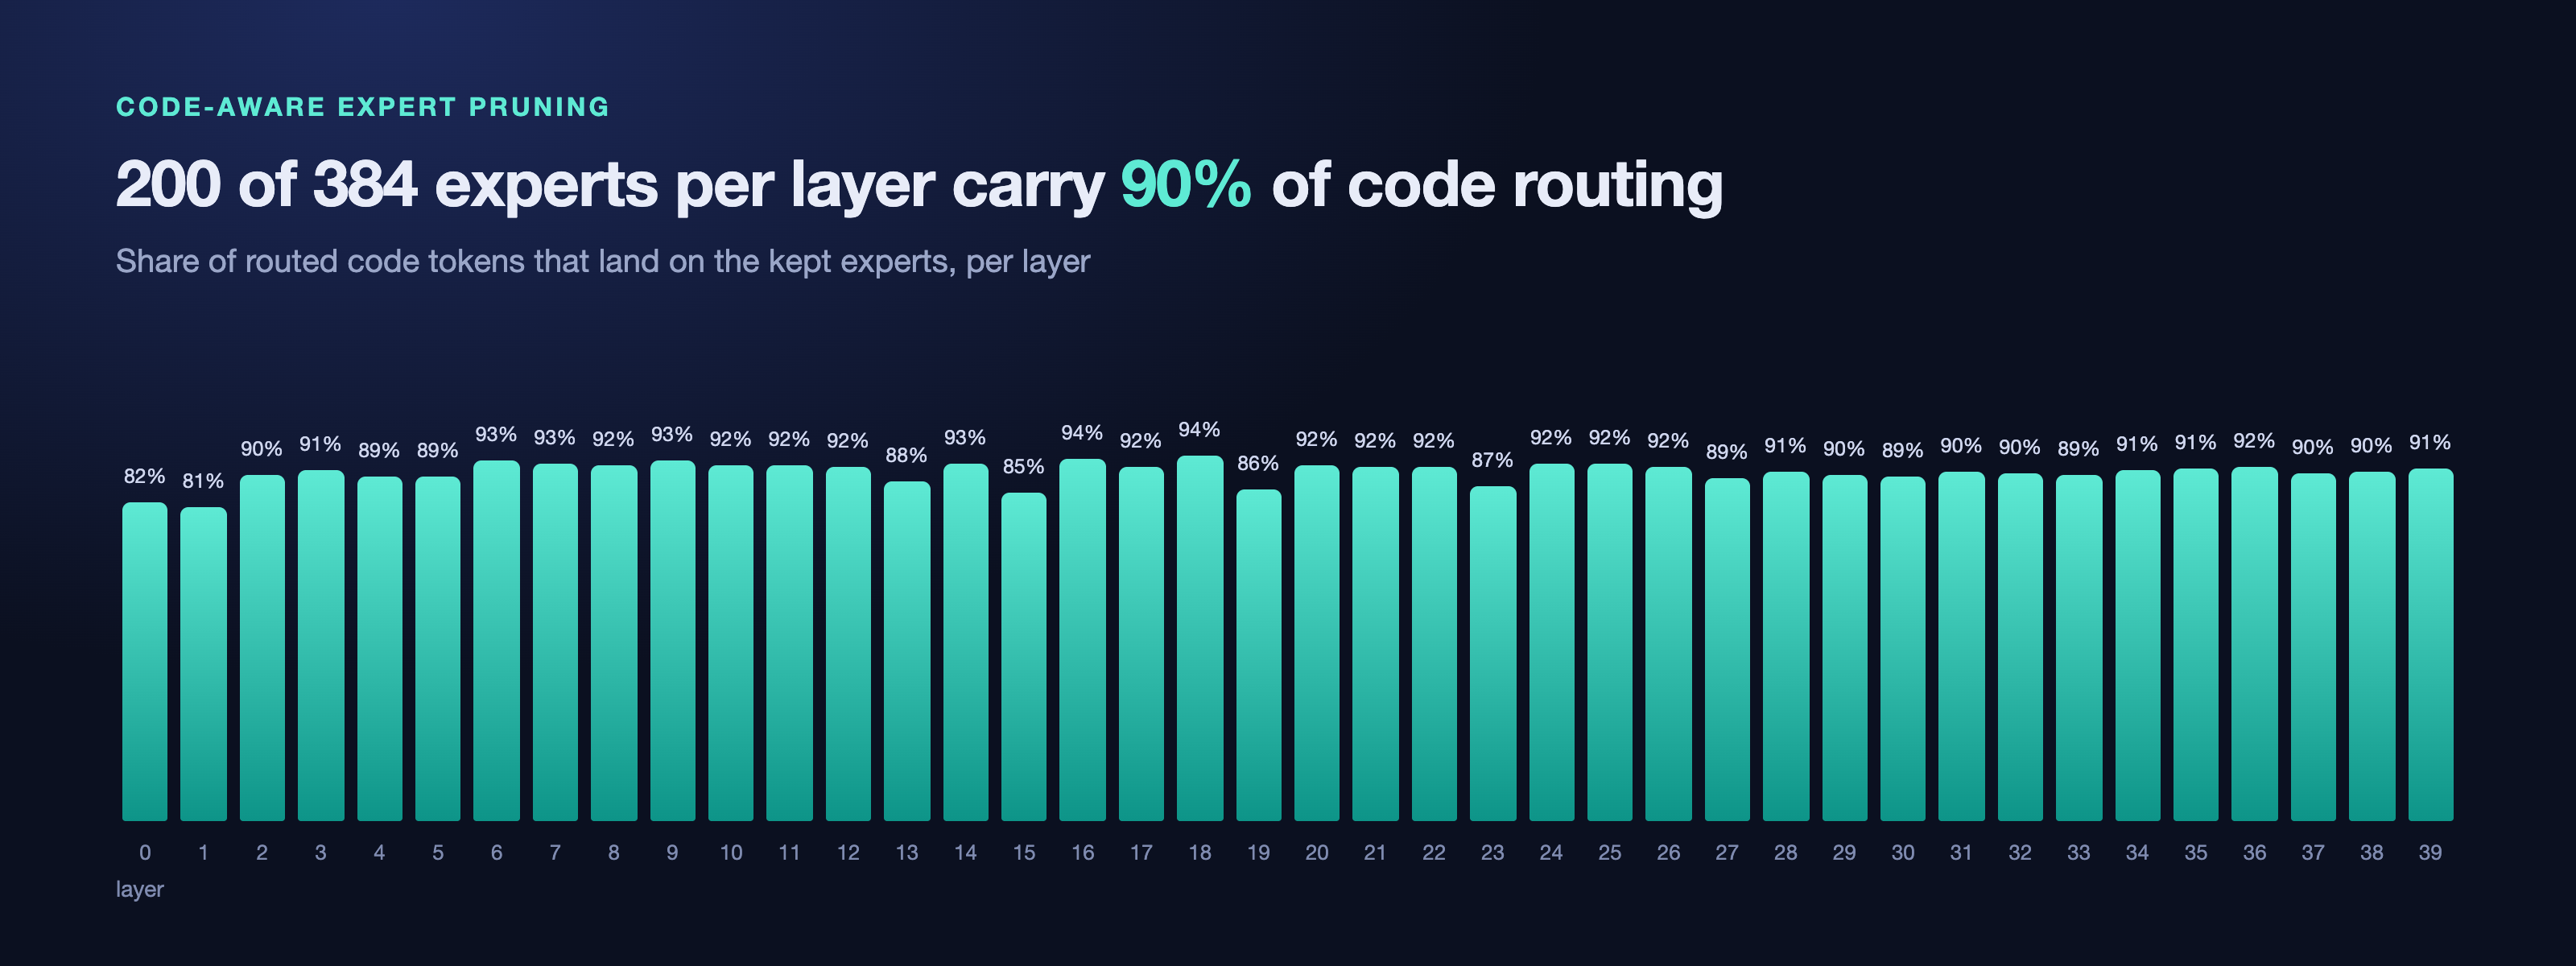 CODE-AWARE EXPERT PRUNING
200 of 384 experts per layer carry 90% of code routing
Share of routed code tokens that land on the kept experts, per layer
82% 81% 90% 91% 89% 89% 93% 93% 92% 93% 92% 92% 92% 88% 93% 85% 94% 92% 94% 86% 92% 92% 92% 87% 92% 92% 92% 89% 91% 90% 89% 90% 90% 89% 91% 91% 92% 90% 90% 91%
0 1 2 3 4 5 6 7 8 9 10 11 12 13 14 15 16 17 18 19 20 21 22 23 24 25 26 27 28 29 30 31 32 33 34 35 36 37 38 39
layer